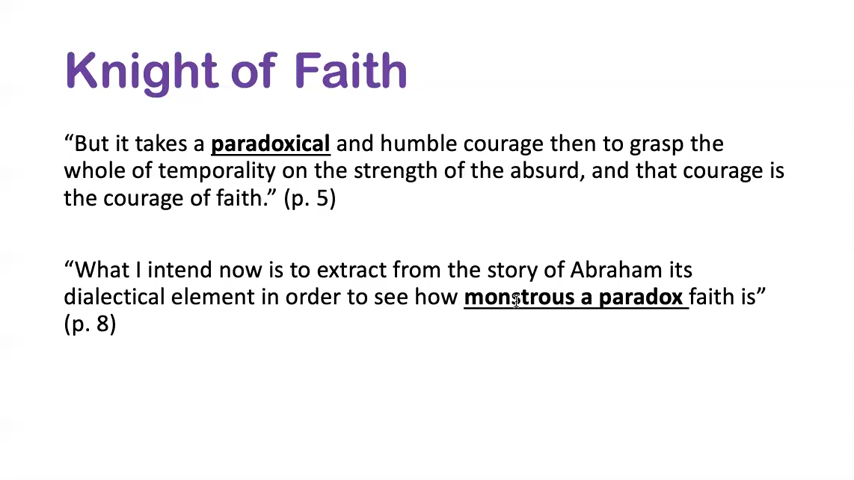 Knight of Faith
“But it takes a paradoxical and humble courage then to grasp the
whole of temporality on the strength of the absurd, and that courage is
the courage of faith.” (p. 5)
“What I intend now is to extract from the story of Abraham its
dialectical element in order to see how monstrous a paradox faith is”
(p. 8)